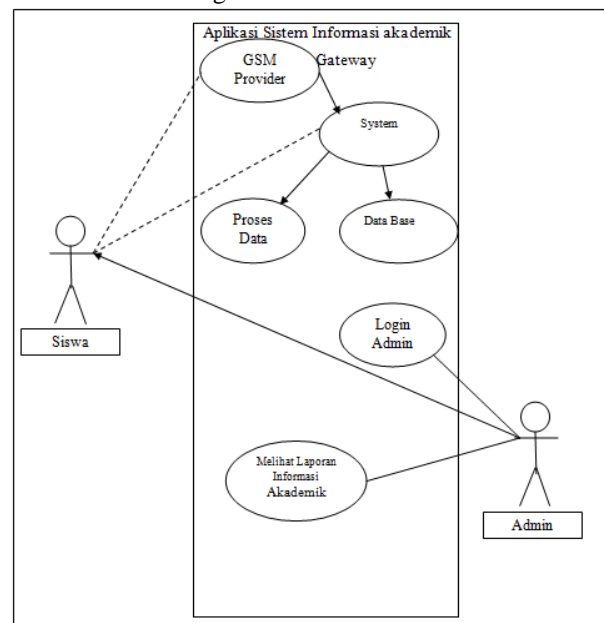 Aplikasi Sistem Informasi akademik
Gateway
GSM
Provider
System
Proses
Data
Data Base
Siswa
Login
Admin
Melihat Laporan
Informasi
Akademik
Admin